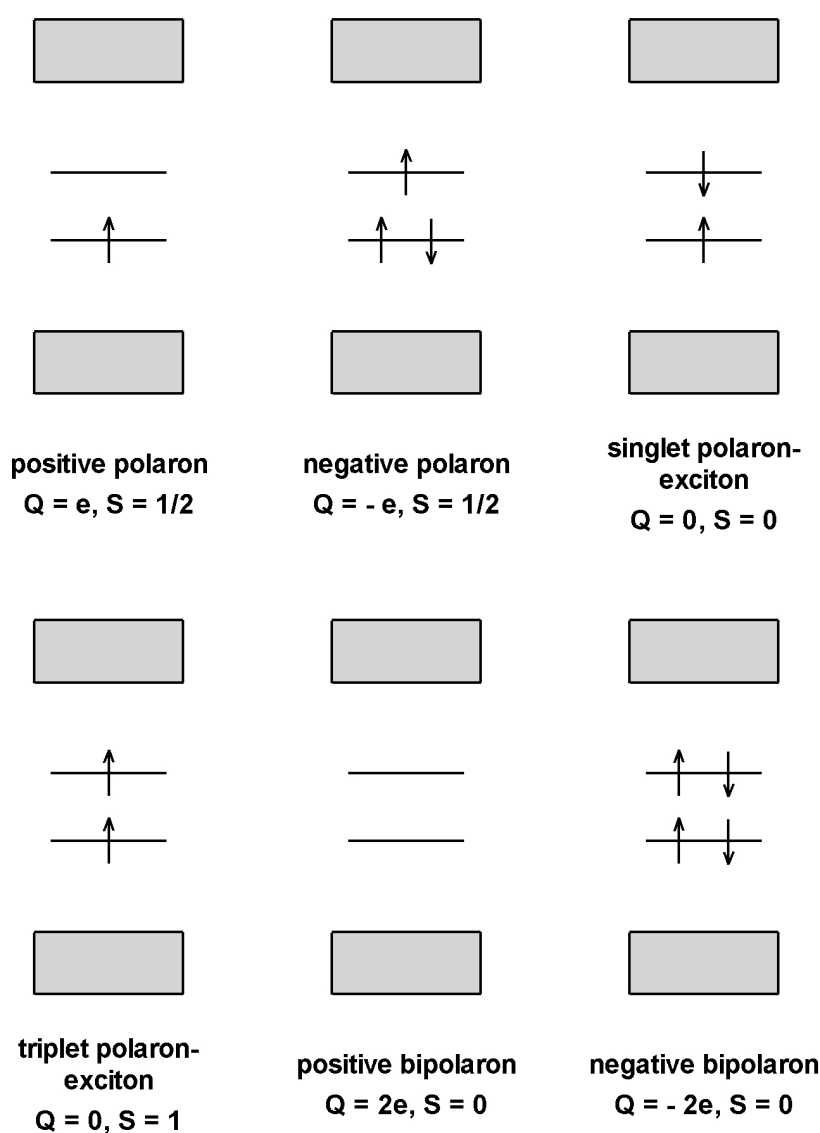 positive polaron
Q = e, S = 1/2
negative polaron
Q = - e, S = 1/2
singlet polaron-
exciton
Q = 0, S = 0
triplet polaron-
exciton
Q = 0, S = 1
positive bipolaron
Q = 2e, S = 0
negative bipolaron
Q = - 2e, S = 0